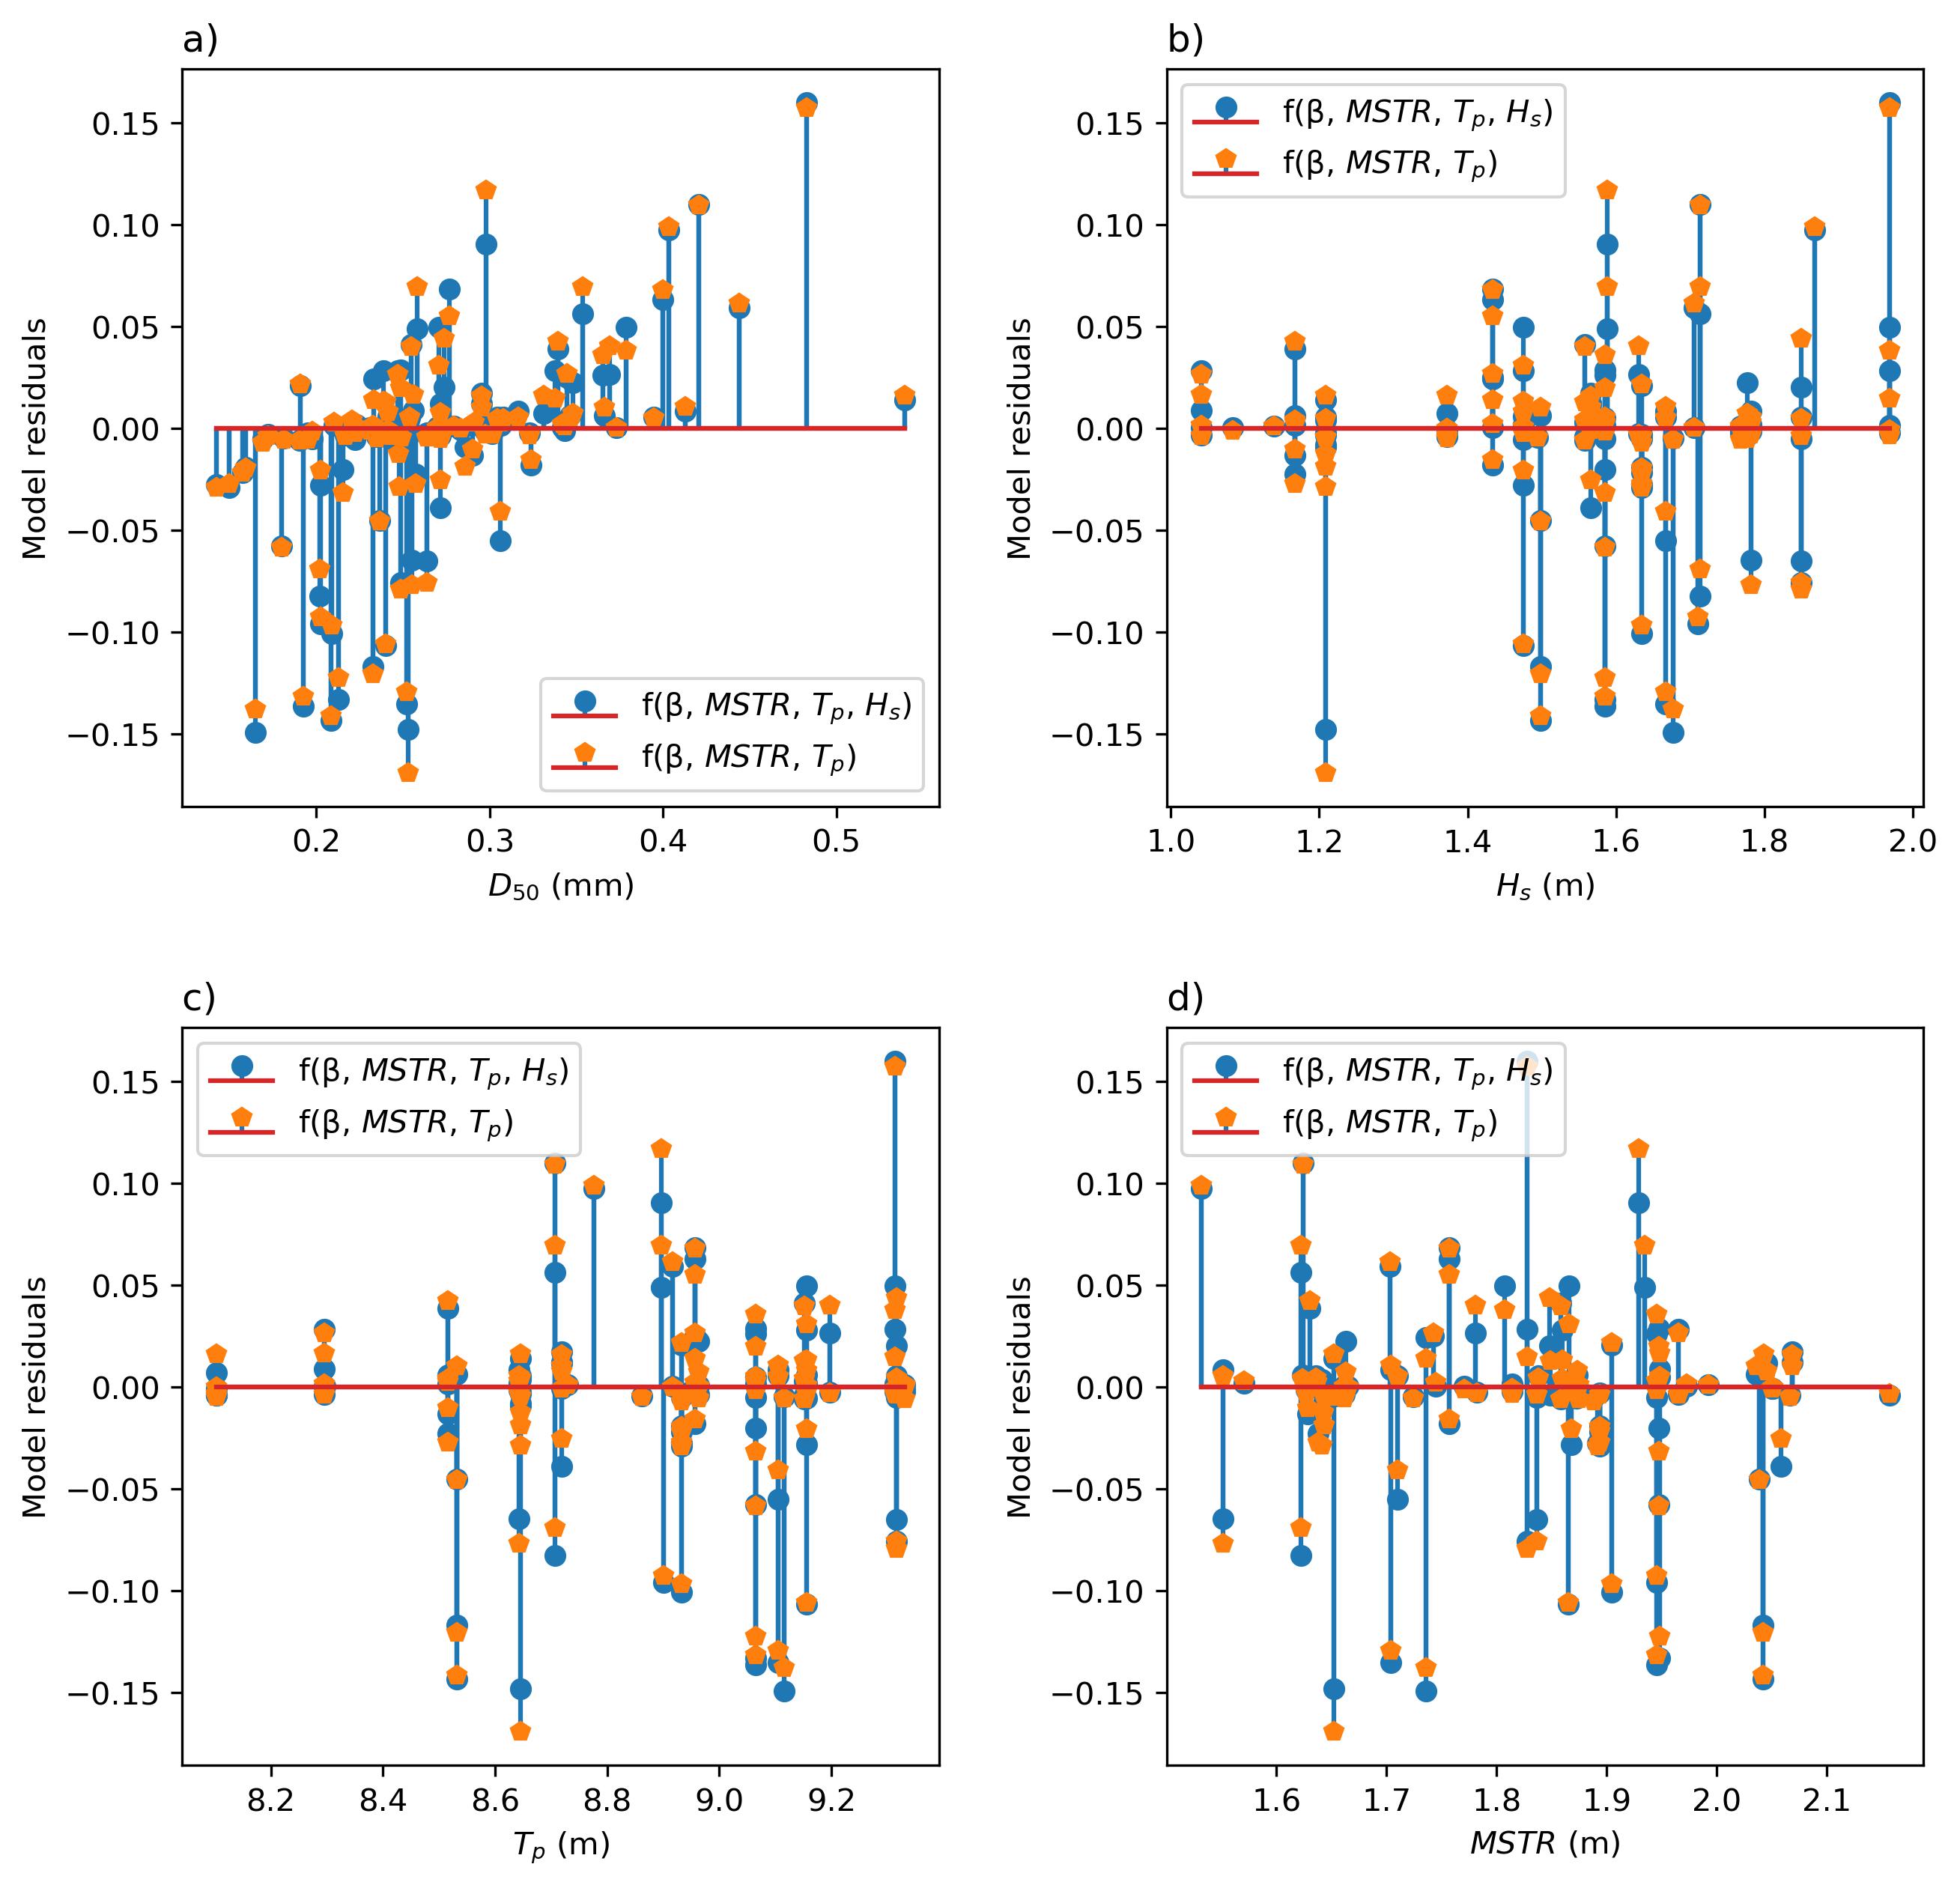 a)
0.15
0.10
0.05
0.00
−0.05
−0.10
−0.15
Model residuals
f(β, MSTR, Tp, Hs)
f(β, MSTR, Tp)
0.2 0.3 0.4 0.5
D50 (mm)
b)
0.15
0.10
0.05
0.00
−0.05
−0.10
−0.15
Model residuals
f(β, MSTR, Tp, Hs)
f(β, MSTR, Tp)
1.0 1.2 1.4 1.6 1.8 2.0
Hs (m)
c)
0.15
0.10
0.05
0.00
−0.05
−0.10
−0.15
Model residuals
f(β, MSTR, Tp, Hs)
f(β, MSTR, Tp)
8.2 8.4 8.6 8.8 9.0 9.2
Tp (m)
d)
0.15
0.10
0.05
0.00
−0.05
−0.10
−0.15
Model residuals
f(β, MSTR, Tp, Hs)
f(β, MSTR, Tp)
1.6 1.7 1.8 1.9 2.0 2.1
MSTR (m)